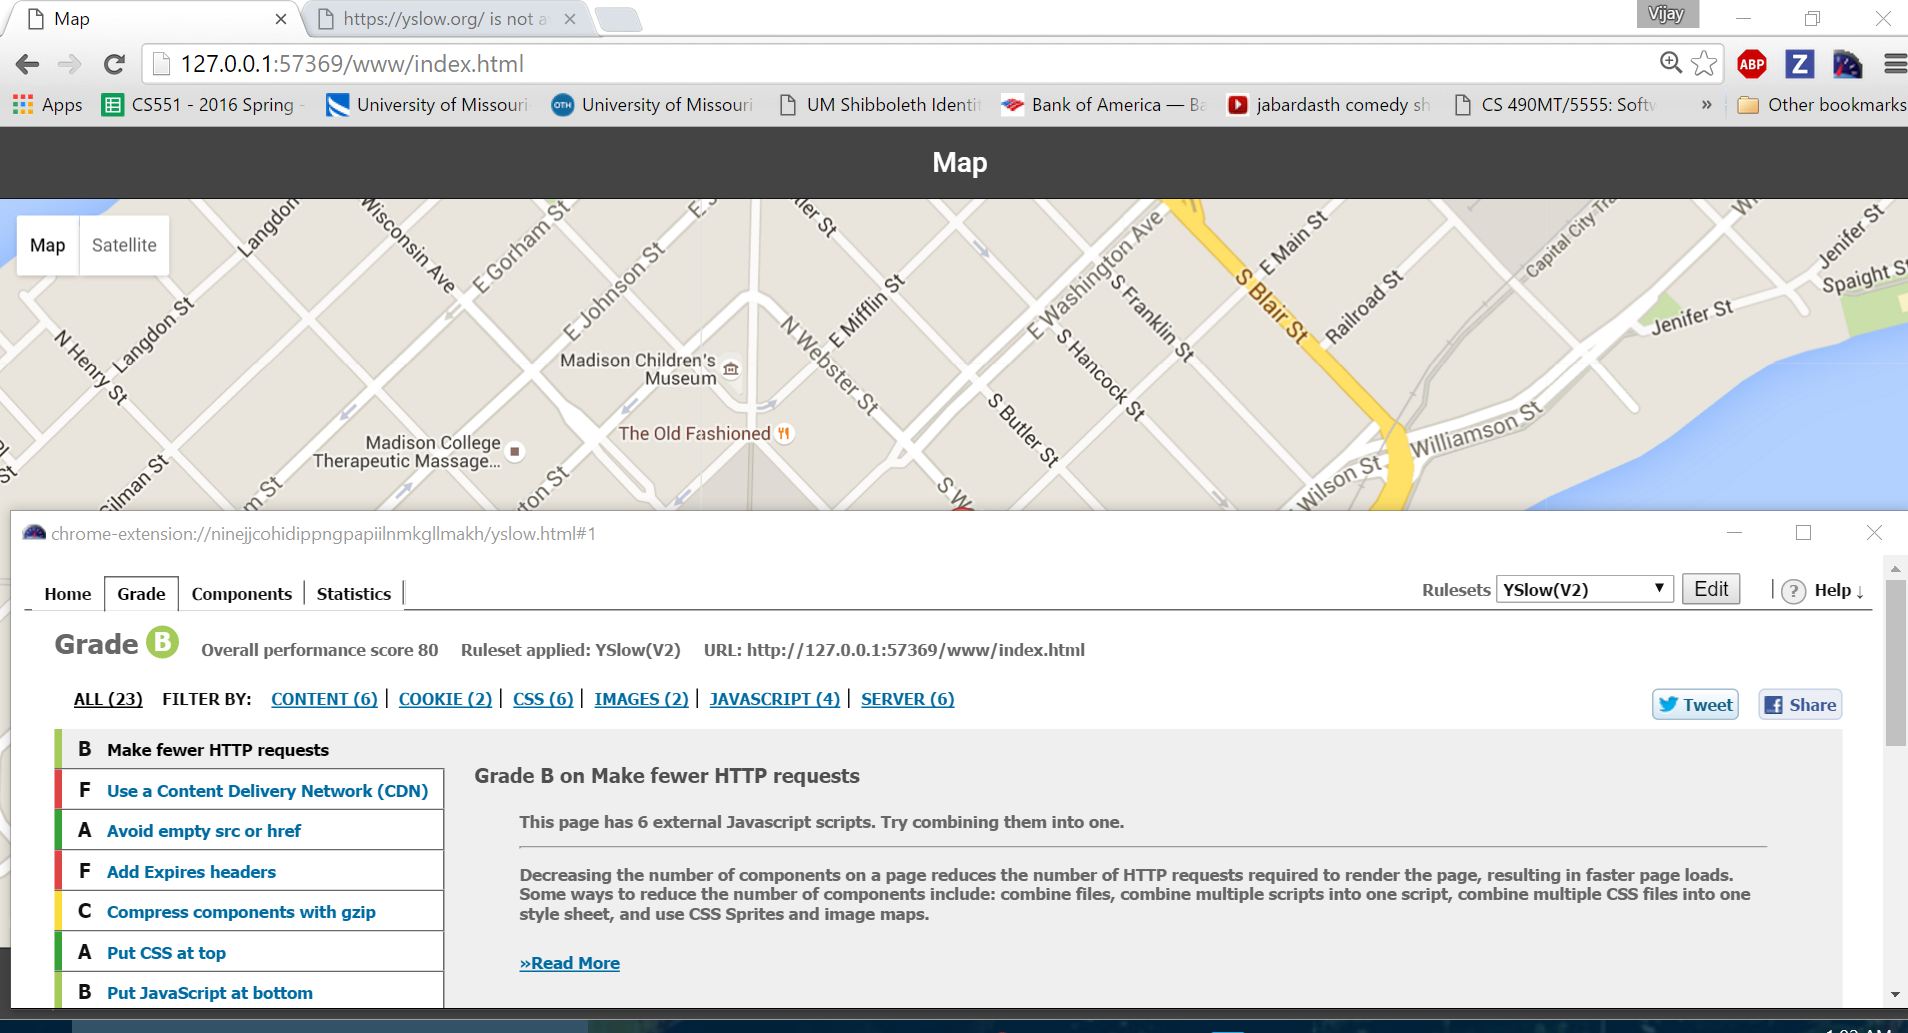 Map
https://yslow.org/ is not a
Vijay
127.0.0.1:57369/www/index.html
ABP
Z
Apps
CS551 - 2016 Spring -
University of Missouri
OTH
University of Missouri
UM Shibboleth Identit
Bank of America — Ba
jabardasth comedy sh
CS 490MT/5555: Softw
»
Other bookmarks
Map
Map
Satellite
Langdon
Wisconsin Ave
E Gorham St
E Johnson St
E Washington Ave
S Blair St
E Main St
Railroad St
Capital City Tra
Jenifer St
Spaight St
Jenifer St
Langdon St
N Henry St
N Webster St
E Mifflin St
S Franklin St
S Hancock St
S Butler St
Madison Children's
Museum
The Old Fashioned
Madison College
Therapeutic Massage...
Williamson St
Wilson St
chrome-extension://ninejjcohidippngpapiilnmkgllmakh/yslow.html#1
Home
Grade
Components
Statistics
Rulesets YSlow(V2)
Edit
? Help ↓
Grade B
Overall performance score 80 Ruleset applied: YSlow(V2) URL: http://127.0.0.1:57369/www/index.html
ALL (23) FILTER BY: CONTENT (6) | COOKIE (2) | CSS (6) | IMAGES (2) | JAVASCRIPT (4) | SERVER (6)
Tweet
Share
B Make fewer HTTP requests
F Use a Content Delivery Network (CDN)
A Avoid empty src or href
F Add Expires headers
C Compress components with gzip
A Put CSS at top
B Put JavaScript at bottom
Grade B on Make fewer HTTP requests
This page has 6 external Javascript scripts. Try combining them into one.
Decreasing the number of components on a page reduces the number of HTTP requests required to render the page, resulting in faster page loads.
Some ways to reduce the number of components include: combine files, combine multiple scripts into one script, combine multiple CSS files into one
style sheet, and use CSS Sprites and image maps.
»Read More